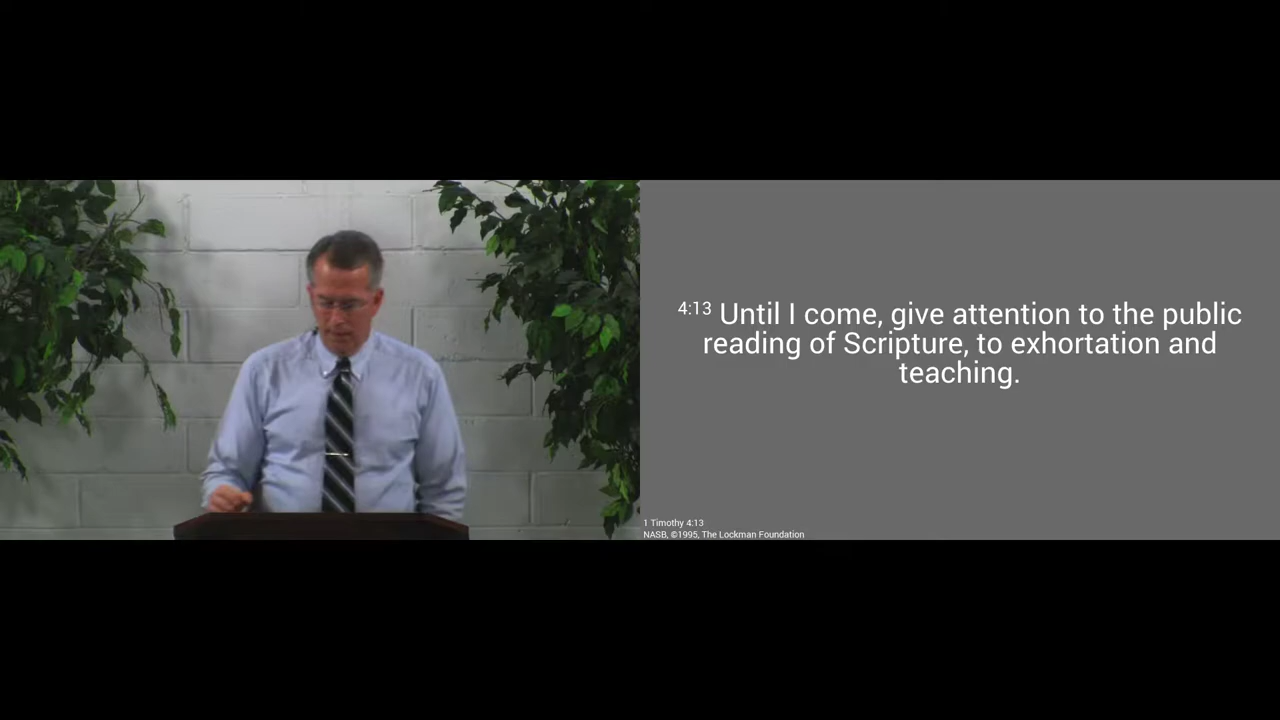 4:13 Until I come, give attention to the public
reading of Scripture, to exhortation and
teaching.
1 Timothy 4:13
NASB, ©1995, The Lockman Foundation